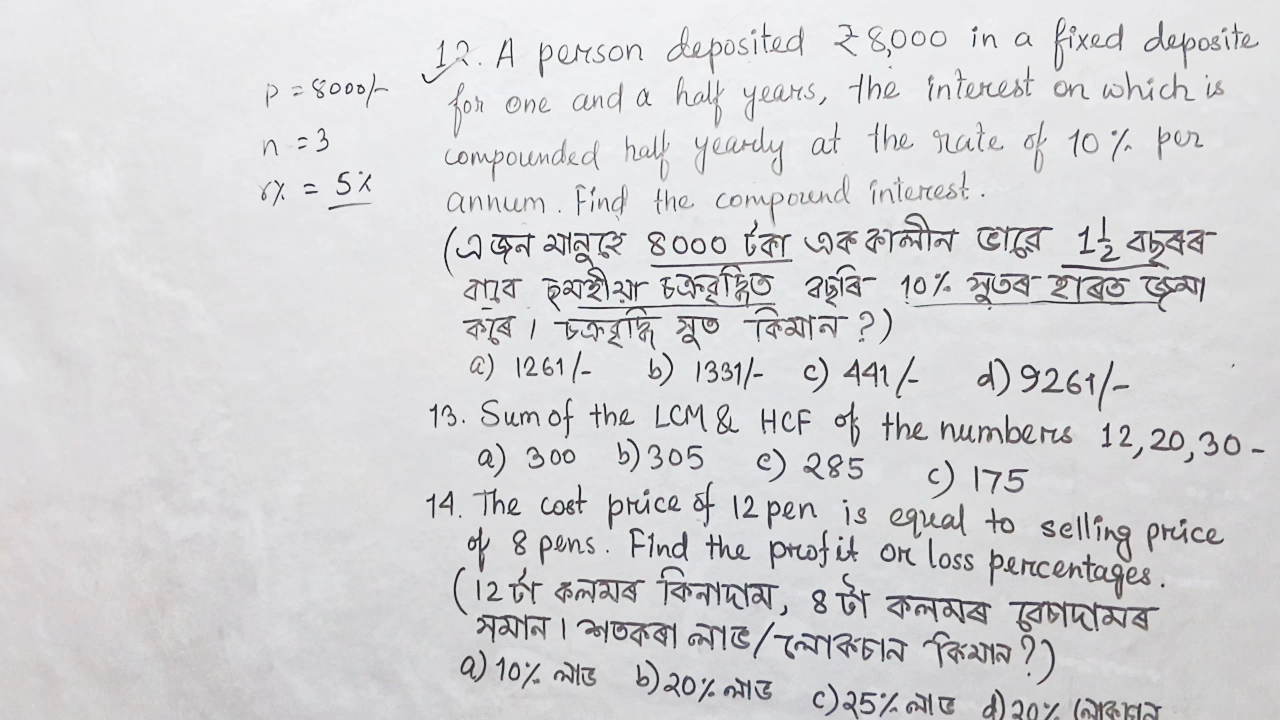 P = 8000/-
n = 3
r% = 5%
12. A person deposited ₹8,000 in a fixed deposite
for one and a half years, the interest on which is
compounded half yearly at the rate of 10% per
annum. Find the compound interest.
(এজন মানুহে 8000 টকা এককালীন ভাৱে 1½ বছৰৰ
বাবে ছমহীয়া চক্ৰবৃদ্ধিত বছৰি 10% সুতৰ হাৰত জমা
কৰে। চক্ৰবৃদ্ধি সুত কিমান?)
a) 1261/- b) 1331/- c) 441/- d) 9261/-
13. Sum of the LCM & HCF of the numbers 12, 20, 30 -
a) 300 b) 305 c) 285 c) 175
14. The cost price of 12 pen is equal to selling price
of 8 pens. Find the profit or loss percentages.
(12 টা কলমৰ কিনাদাম, 8 টা কলমৰ বেচাদামৰ
সমান। শতকৰা লাভ/লোকচান কিমান?)
a) 10% লাভ b) 20% লাভ c) 25% লাভ d) 20%